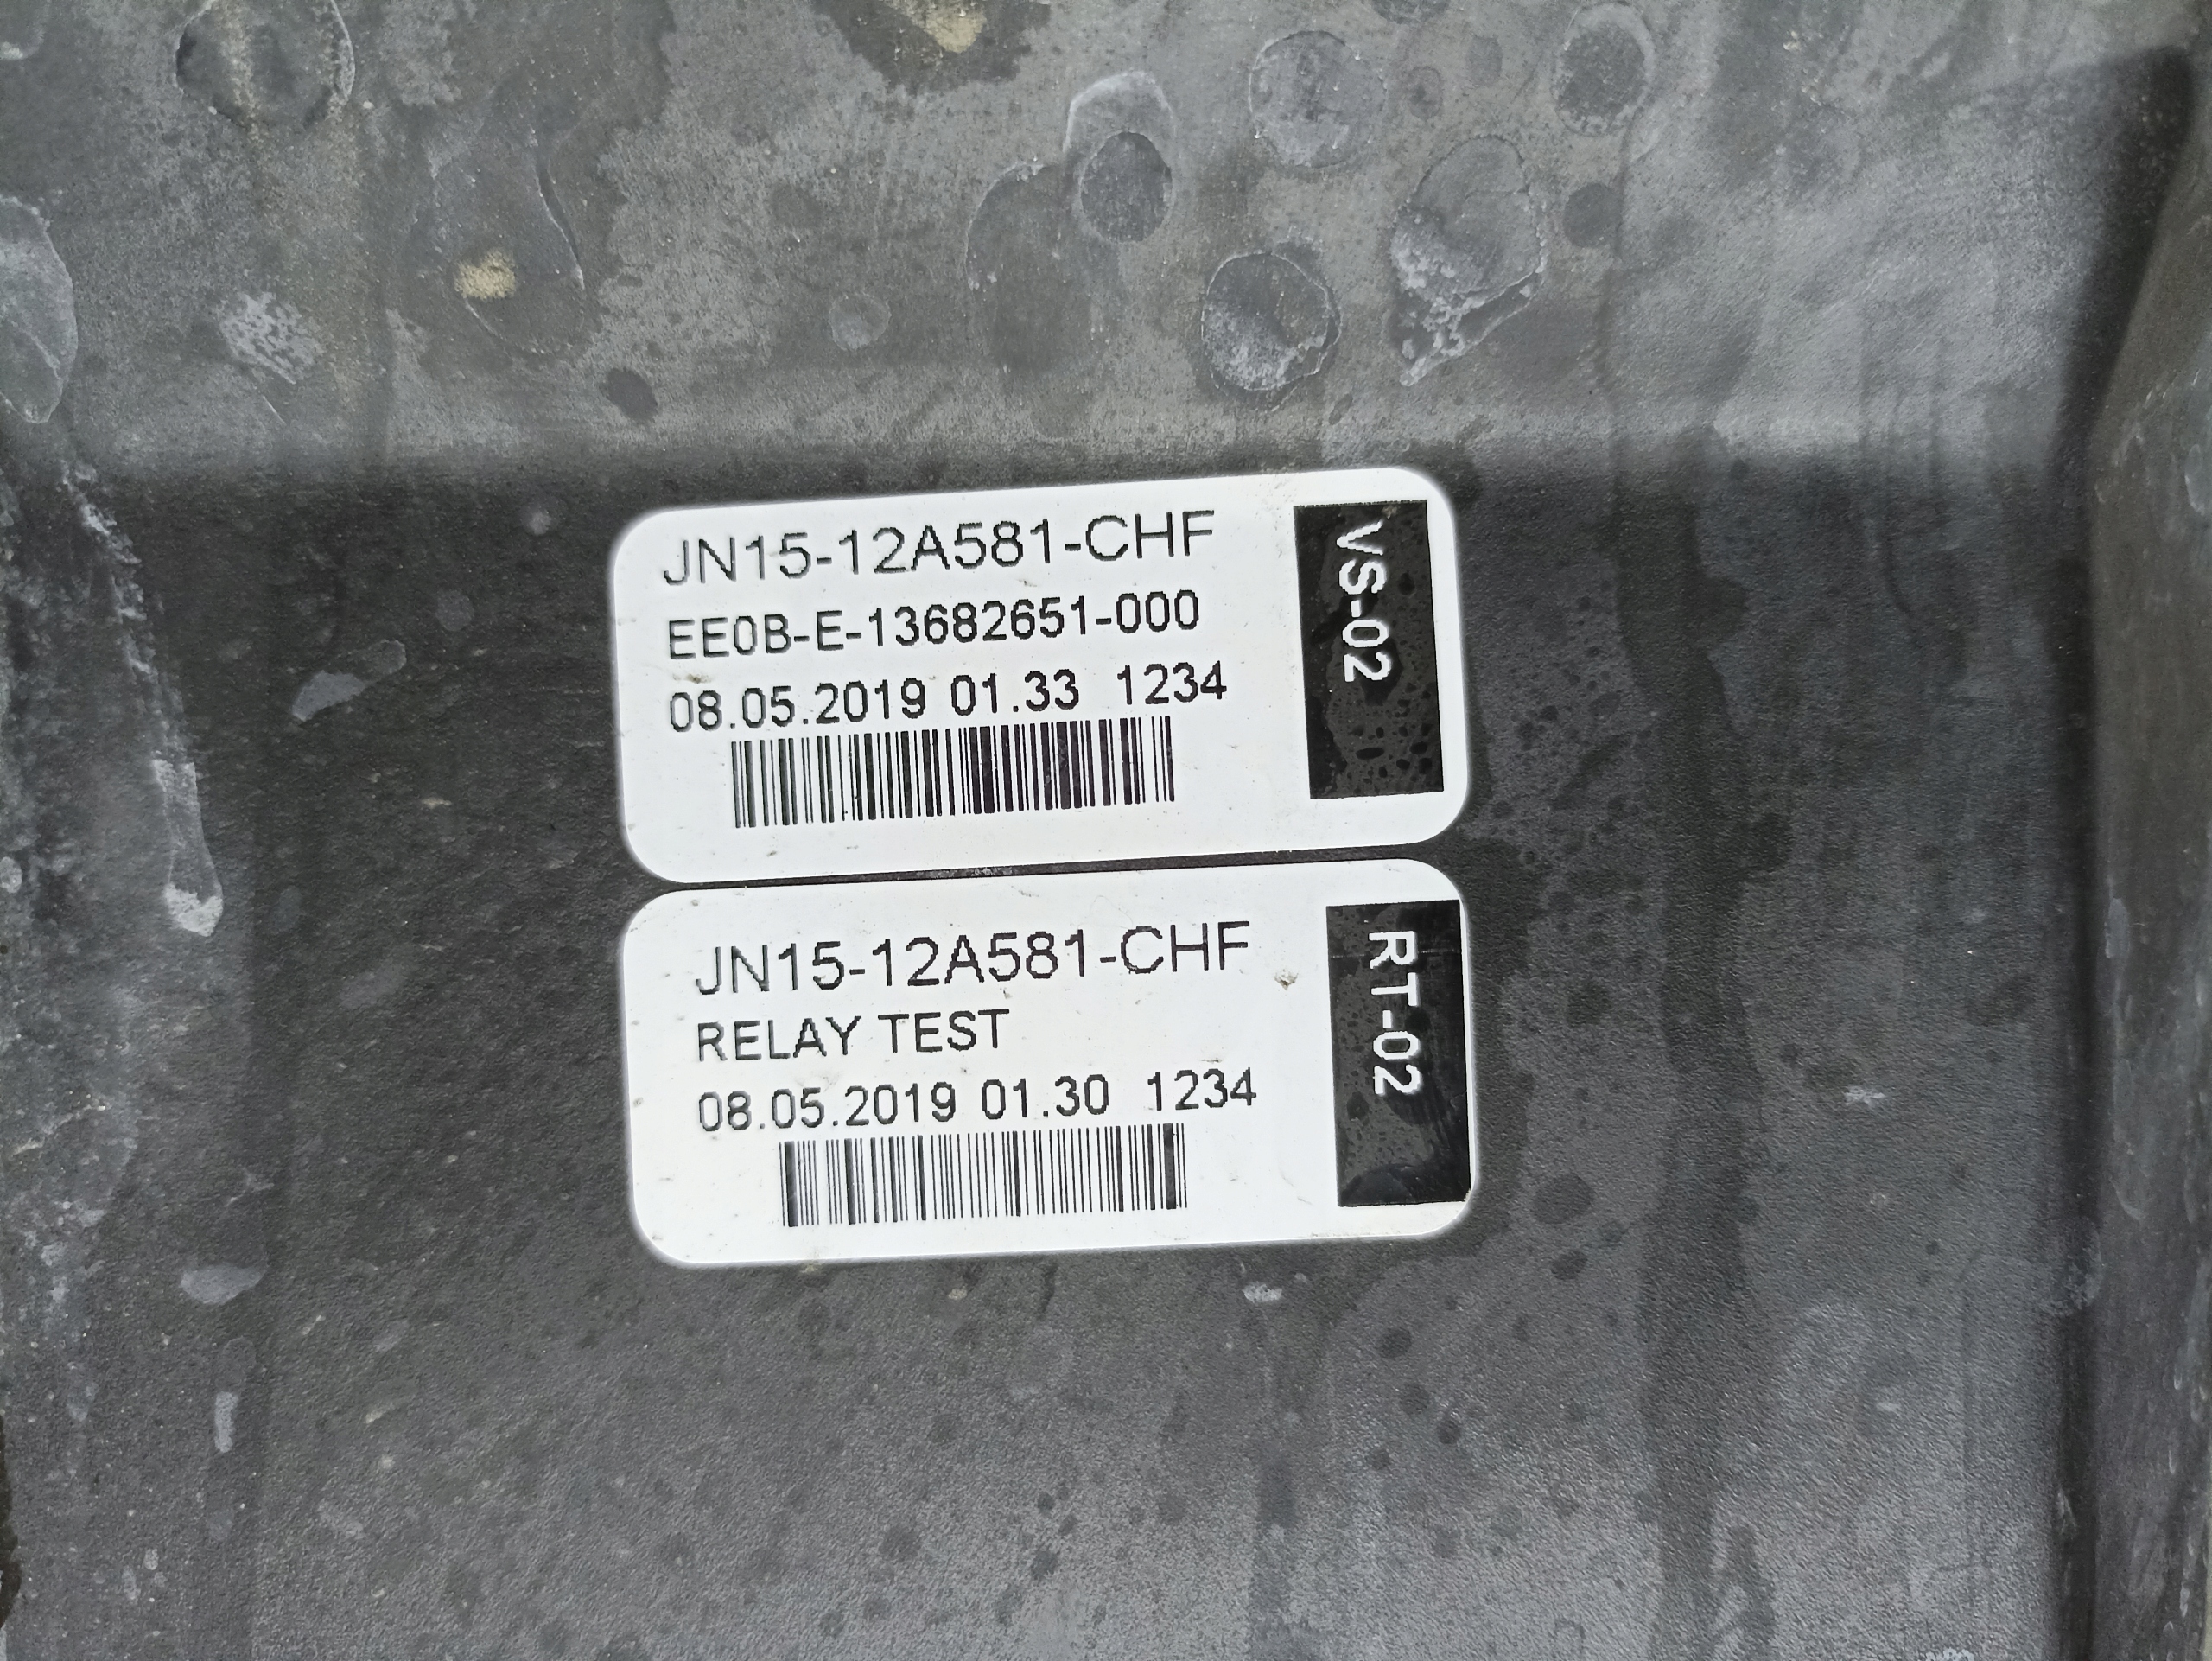 JN15-12A581-CHF
EE0B-E-13682651-000
08.05.2019 01.33 1234
VS-02
JN15-12A581-CHF
RELAY TEST
08.05.2019 01.30 1234
RT-02